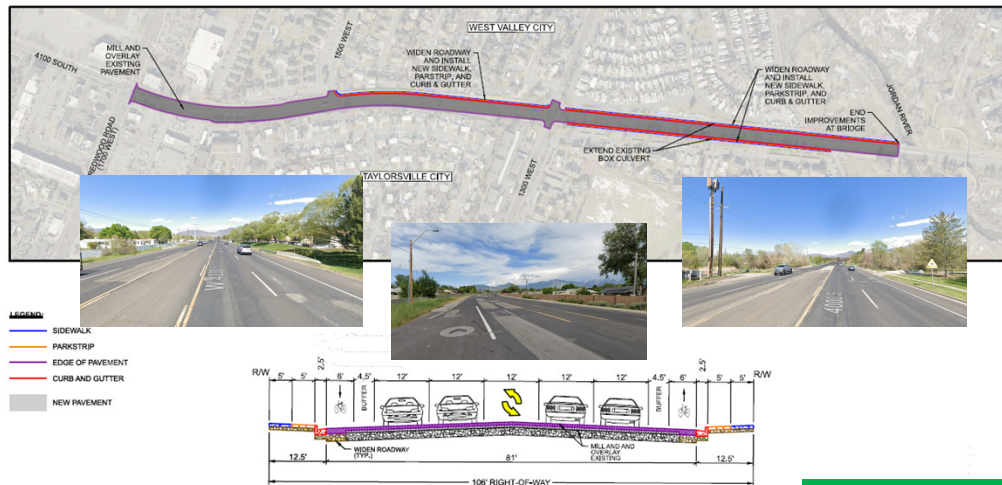 WEST VALLEY CITY
MILL AND
OVERLAY
EXISTING
PAVEMENT
4100 SOUTH
1500 WEST
WIDEN ROADWAY
AND INSTALL
NEW SIDEWALK,
PARSTRIP, AND
CURB & GUTTER
WIDEN ROADWAY
AND INSTALL
NEW SIDEWALK,
PARKSTRIP, AND
CURB & GUTTER
JORDAN RIVER
END
IMPROVEMENTS
AT BRIDGE
EXTEND EXISTING
BOX CULVERT
REDWOOD ROAD
(1700 WEST)
TAYLORSVILLE CITY
1300 WEST
4000 S
LEGEND:
SIDEWALK
PARKSTRIP
EDGE OF PAVEMENT
CURB AND GUTTER
NEW PAVEMENT
R/W
5'
5'
2.5'
6'
4.5'
12'
12'
12'
12'
12'
4.5'
6'
2.5'
5'
5'
R/W
BUFFER
BUFFER
WIDEN ROADWAY
(TYP.)
MILL AND AND
OVERLAY
EXISTING
12.5'
81'
12.5'
106' RIGHT-OF-WAY